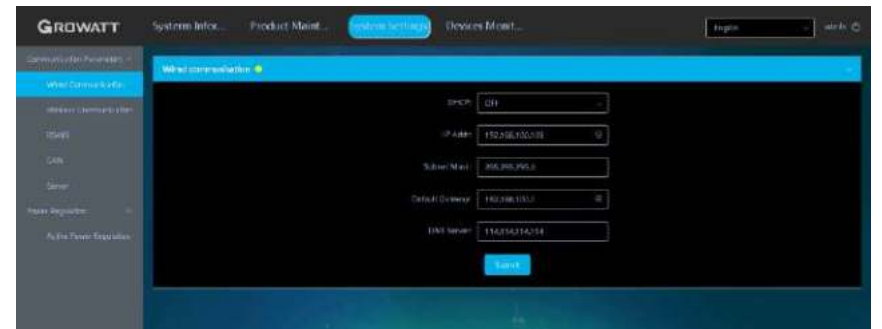 GROWATT
System Infor...
Product Maint...
System Settings
Devices Monit...
English
admin
Communication Parameters
Wired Communication
Wireless Communication
RS485
CAN
Server
Power Regulation
Active Power Regulation
Wired communication
DHCP: OFF
IP Addr:
Subnet Mask: 255.255.255.0
Default Gateway:
DNS Server: 114.114.114.114
Submit